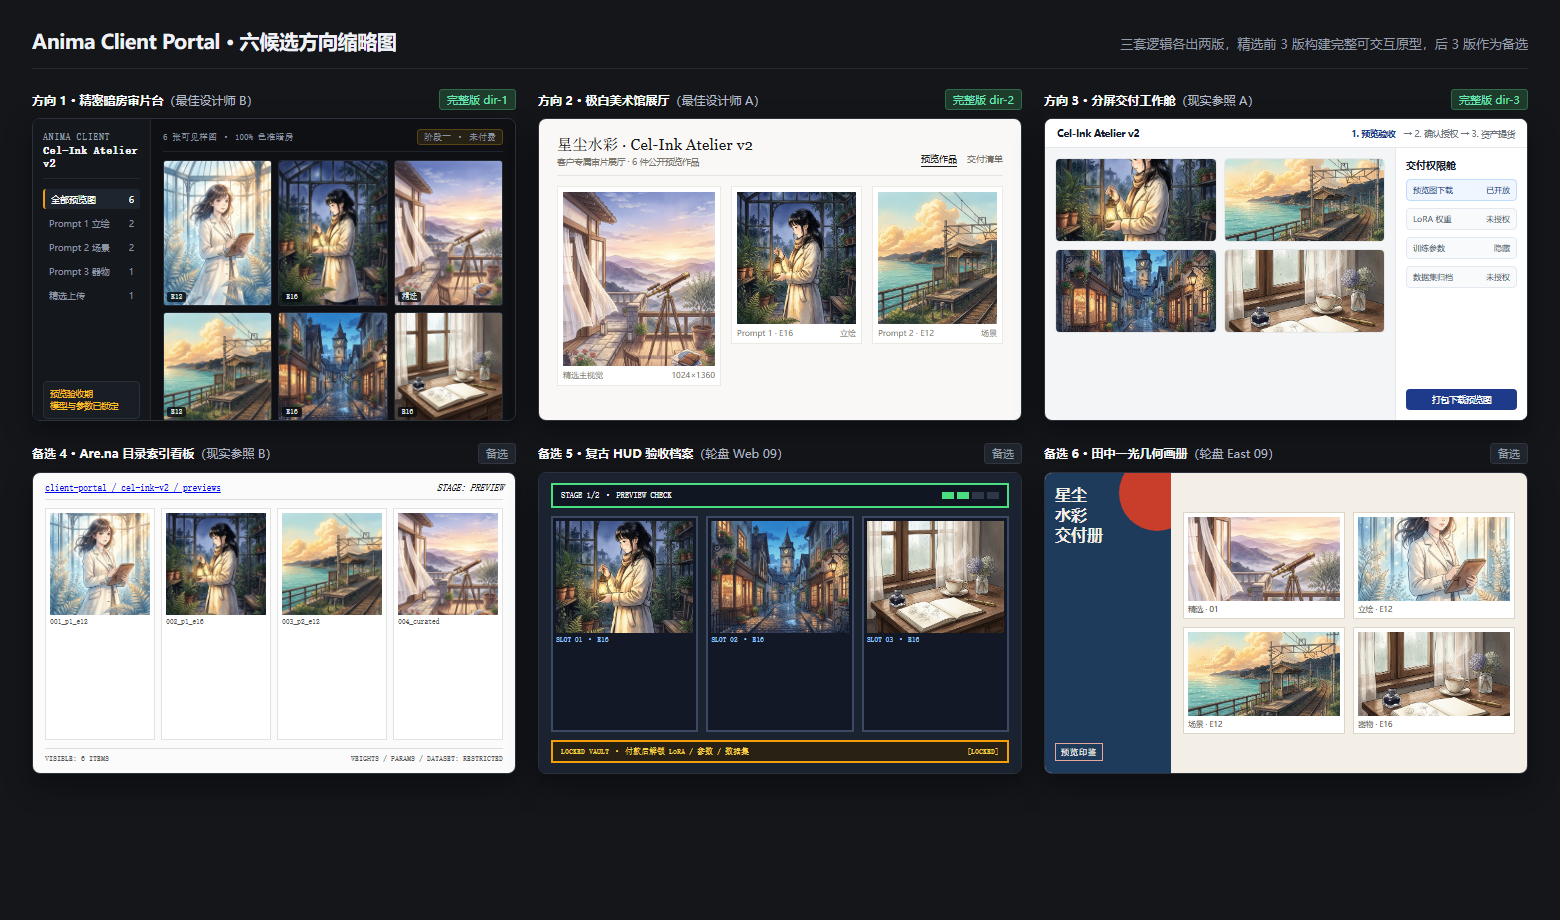 Anima Client Portal • 六候选方向缩略图
三套逻辑各出两版，精选前 3 版构建完整可交互原型，后 3 版作为备选
方向 1 • 精密暗房审片台（最佳设计师 B）
完整版 dir-1
ANIMA CLIENT
Cel-Ink Atelier
v2
全部预览图 6
Prompt 1 立绘 2
Prompt 2 场景 2
Prompt 3 器物 1
精选上传 1
预览验收期
模型与参数已锁定
6 张可见样图 • 100% 色准暗房
阶段一 • 未付费
E12
E16
精选
E12
E16
E16
方向 2 • 极白美术馆展厅（最佳设计师 A）
完整版 dir-2
星尘水彩 · Cel-Ink Atelier v2
客户专属审片展厅 · 6 件公开预览作品
预览作品 交付清单
精选主视觉 1024×1360
Prompt 1 · E16 立绘
Prompt 2 · E12 场景
方向 3 • 分屏交付工作舱（现实参照 A）
完整版 dir-3
Cel-Ink Atelier v2
1. 预览验收 → 2. 确认授权 → 3. 资产提货
交付权限舱
预览图下载 已开放
LoRA 权重 未授权
训练参数 隐藏
数据集归档 未授权
打包下载预览图
备选 4 • Are.na 目录索引看板（现实参照 B）
备选
client-portal / cel-ink-v2 / previews
STAGE: PREVIEW
001_p1_e12
002_p1_e16
003_p2_e12
004_curated
VISIBLE: 6 ITEMS
WEIGHTS / PARAMS / DATASET: RESTRICTED
备选 5 • 复古 HUD 验收档案（轮盘 Web 09）
备选
STAGE 1/2 • PREVIEW CHECK
SLOT 01 • E16
SLOT 02 • E16
SLOT 03 • E16
LOCKED VAULT • 付款后解锁 LoRA / 参数 / 数据集
[LOCKED]
备选 6 • 田中一光几何画册（轮盘 East 09）
备选
星尘
水彩
交付册
预览印鉴
精选 · 01
立绘 · E12
场景 · E12
器物 · E16